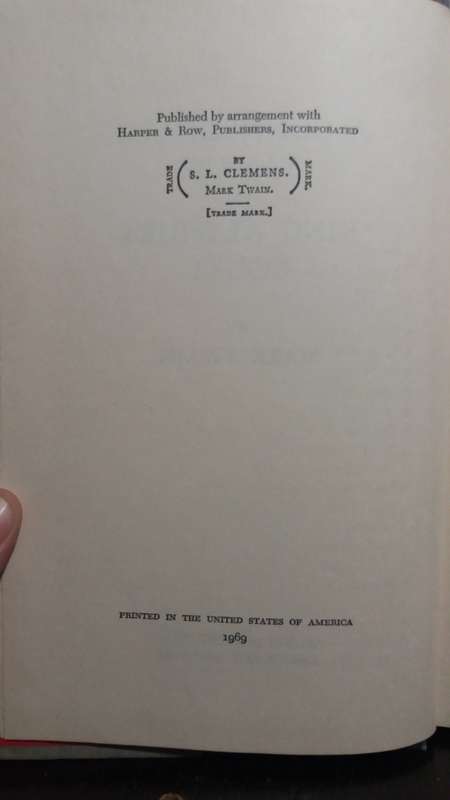 Published by arrangement with
HARPER & ROW, PUBLISHERS, INCORPORATED
BY
TRADE (S. L. CLEMENS.) MARK.
MARK TWAIN.
[TRADE MARK.]
PRINTED IN THE UNITED STATES OF AMERICA
1969